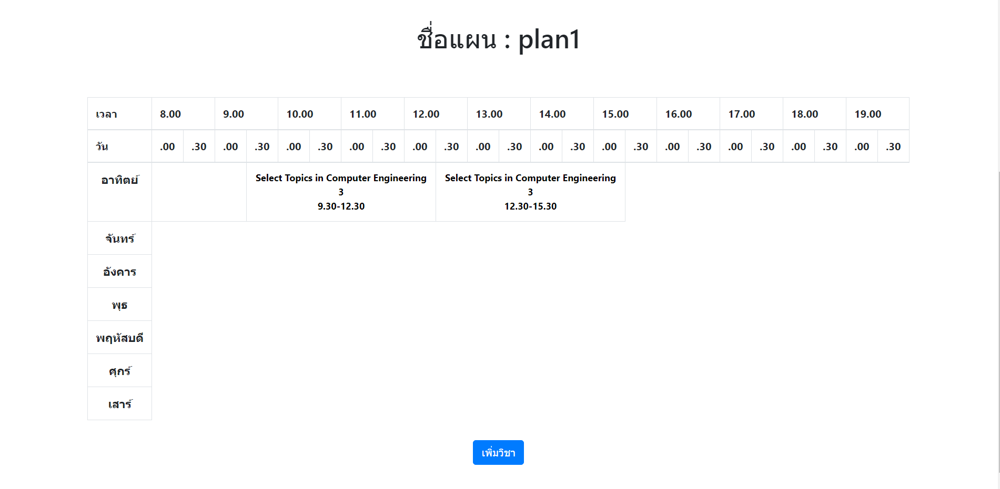 ชื่อแผน : plan1
เวลา 8.00 9.00 10.00 11.00 12.00 13.00 14.00 15.00 16.00 17.00 18.00 19.00
วัน .00 .30 .00 .30 .00 .30 .00 .30 .00 .30 .00 .30 .00 .30 .00 .30 .00 .30 .00 .30 .00 .30 .00 .30
อาทิตย์
Select Topics in Computer Engineering
3
9.30-12.30
Select Topics in Computer Engineering
3
12.30-15.30
จันทร์
อังคาร
พุธ
พฤหัสบดี
ศุกร์
เสาร์
เพิ่มวิชา